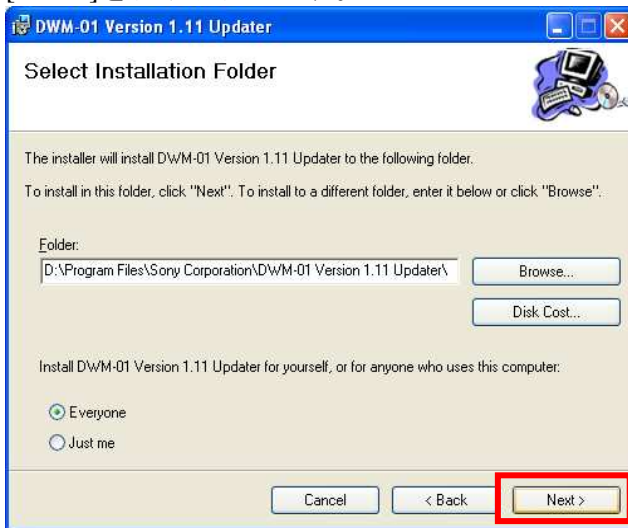 DWM-01 Version 1.11 Updater
Select Installation Folder
The installer will install DWM-01 Version 1.11 Updater to the following folder.
To install in this folder, click "Next". To install to a different folder, enter it below or click "Browse".
Folder:
D:\Program Files\Sony Corporation\DWM-01 Version 1.11 Updater\
Browse...
Disk Cost...
Install DWM-01 Version 1.11 Updater for yourself, or for anyone who uses this computer:
Everyone
Just me
Cancel
< Back
Next >